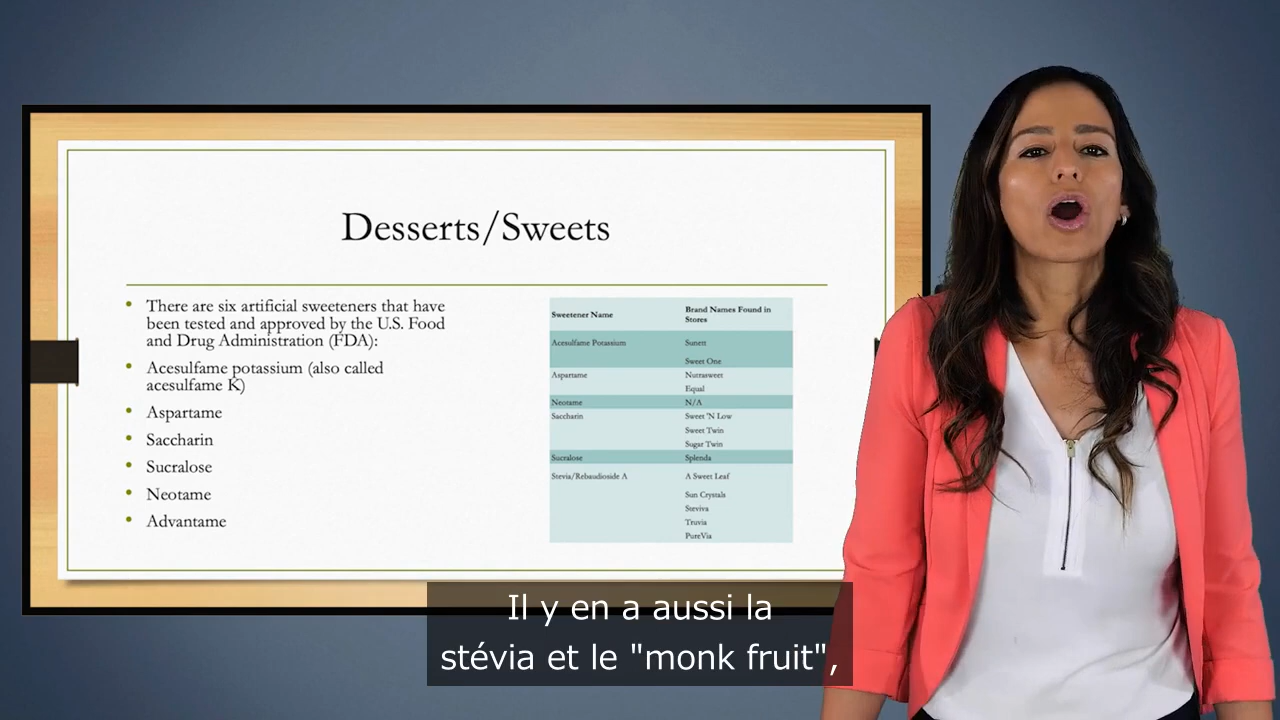 Desserts/Sweets
There are six artificial sweeteners that have
been tested and approved by the U.S. Food
and Drug Administration (FDA):
Acesulfame potassium (also called
acesulfame K)
Aspartame
Saccharin
Sucralose
Neotame
Advantame
Sweetener Name Brand Names Found in
Stores
Acesulfame Potassium Sunett
Sweet One
Aspartame Nutrasweet
Equal
Neotame N/A
Saccharin Sweet 'N Low
Sweet Twin
Sugar Twin
Sucralose Splenda
Stevia/Rebaudioside A A Sweet Leaf
Sun Crystals
Steviva
Truvia
PureVia
Il y en a aussi la
stévia et le "monk fruit",